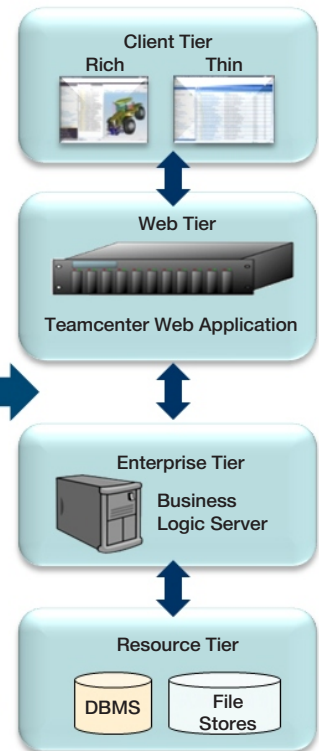 Client Tier
Rich Thin
Web Tier
Teamcenter Web Application
Enterprise Tier
Business
Logic Server
Resource Tier
DBMS
File
Stores